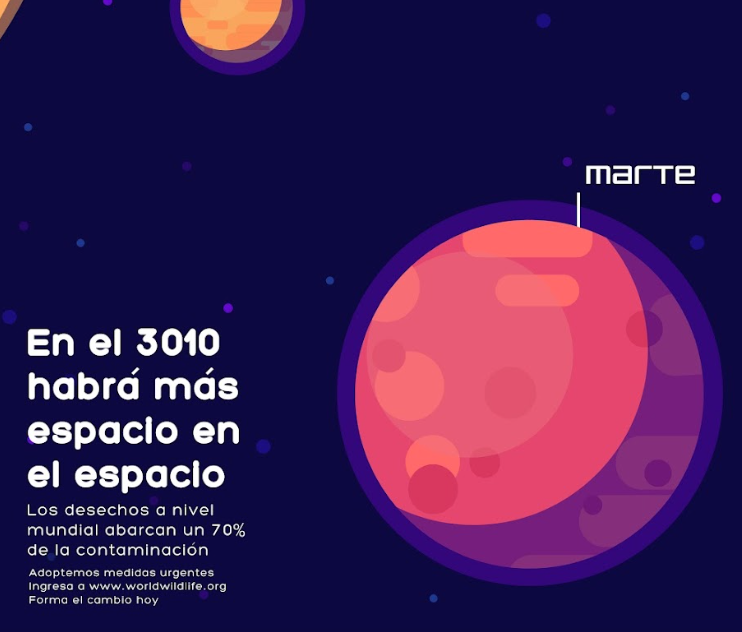 marte
En el 3010
habrá más
espacio en
el espacio
Los desechos a nivel
mundial abarcan un 70%
de la contaminación
Adoptemos medidas urgentes
Ingresa a www.worldwildlife.org
Forma el cambio hoy